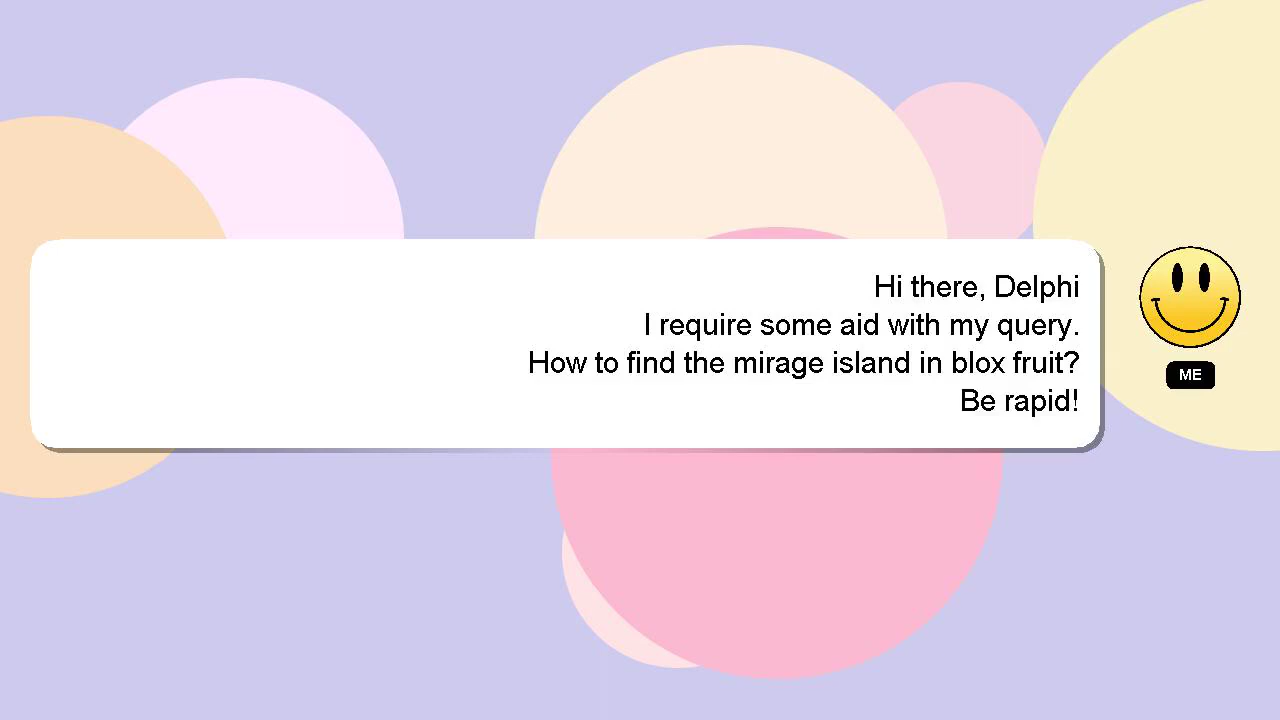 Hi there, Delphi
I require some aid with my query.
How to find the mirage island in blox fruit?
Be rapid!
ME